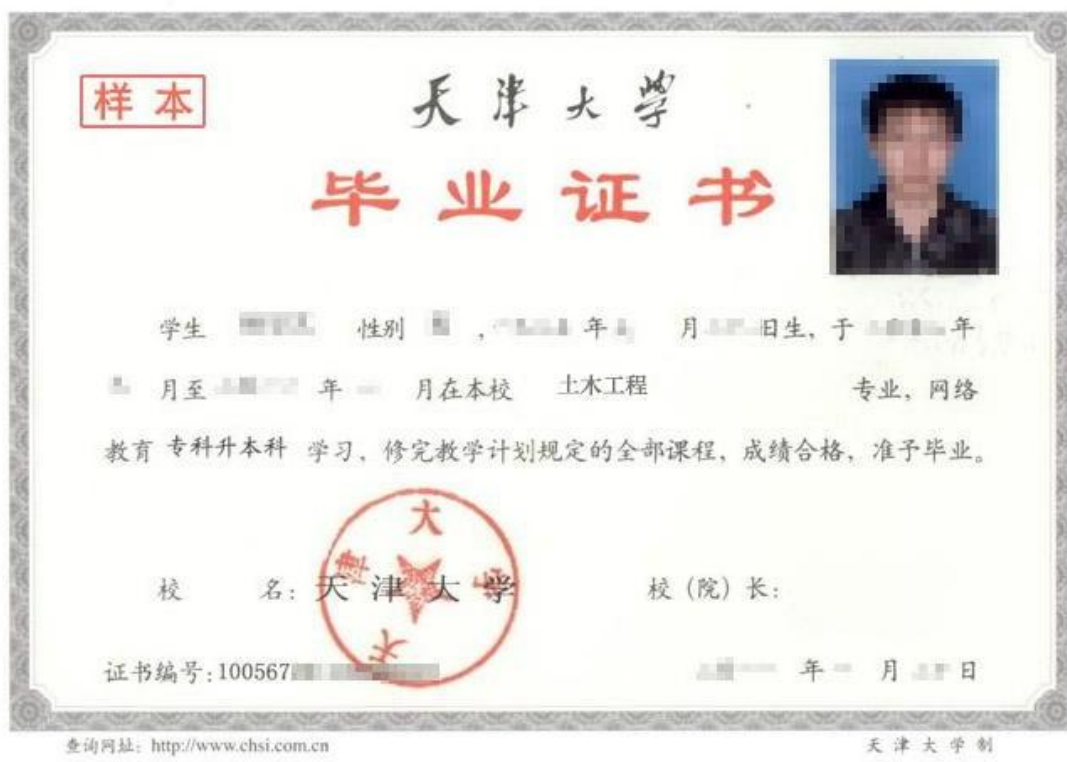 样本
天津大学
毕业证书
学生 性别 , 年 月 日生, 于 年
月至 年 月在本校 土木工程 专业、网络
教育 专科升本科 学习、修完教学计划规定的全部课程, 成绩合格, 准予毕业。
天津大学
校 名: 天津大学 校(院)长:
证书编号:100567 年 月 日
查询网址: http://www.chsi.com.cn 天津大学制